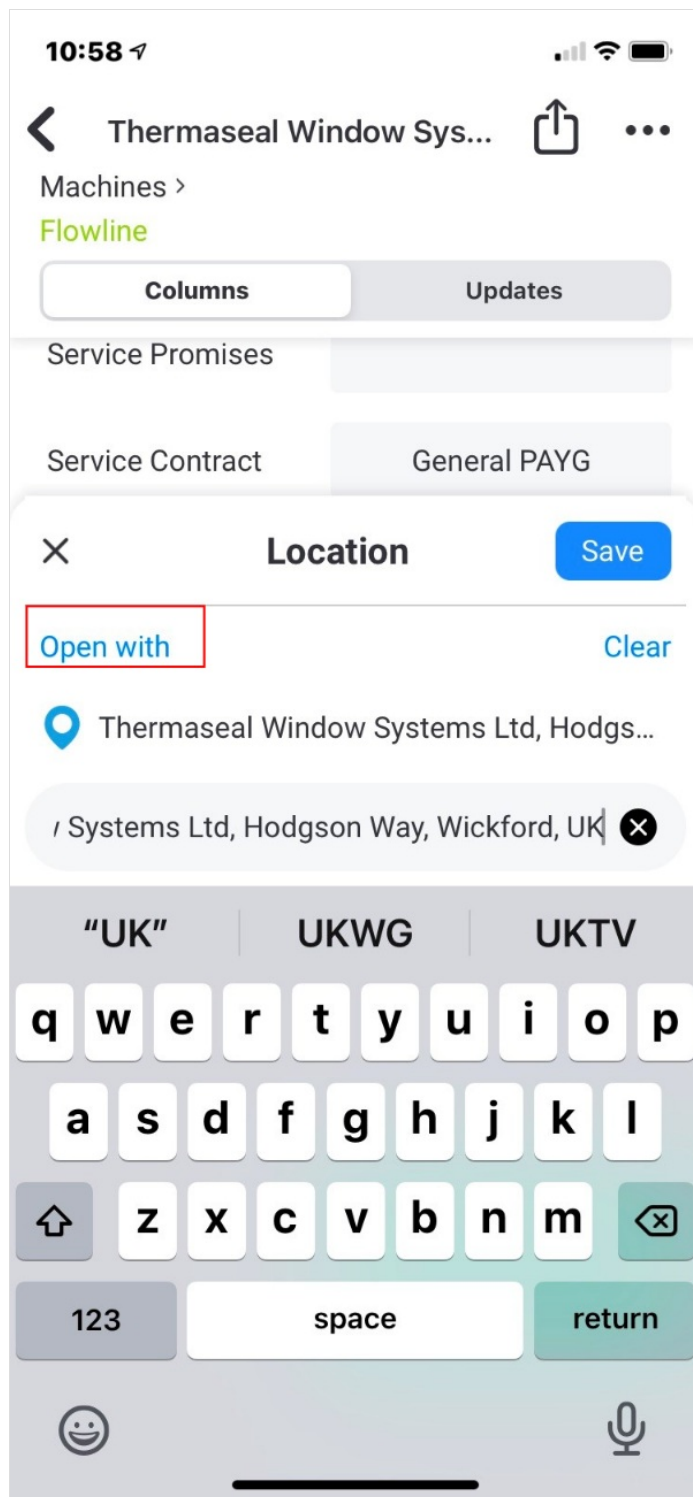 10:58
Thermaseal Window Sys...
Machines >
Flowline
Columns Updates
Service Promises
Service Contract General PAYG
Location Save
Open with Clear
Thermaseal Window Systems Ltd, Hodgs...
Systems Ltd, Hodgson Way, Wickford, UK
“UK” UKWG UKTV
q w e r t y u i o p
a s d f g h j k l
z x c v b n m
123 space return